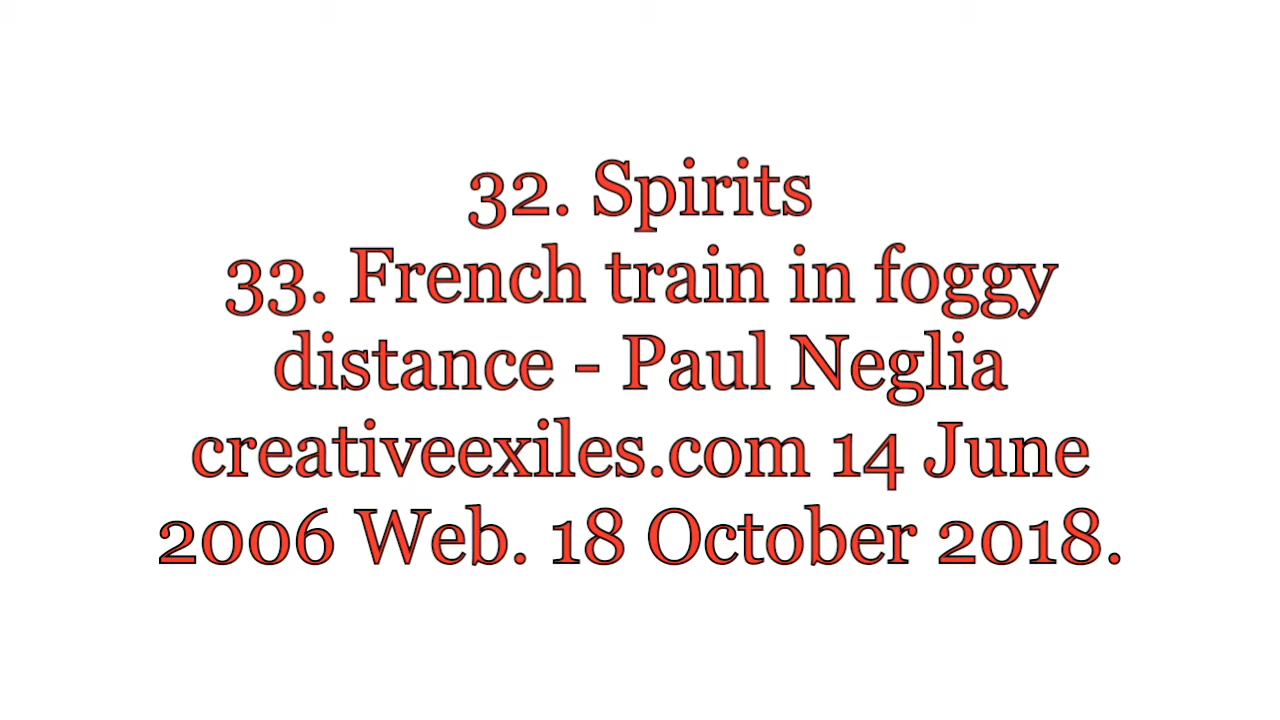 32. Spirits
33. French train in foggy
distance - Paul Neglia
creativeexiles.com 14 June
2006 Web. 18 October 2018.